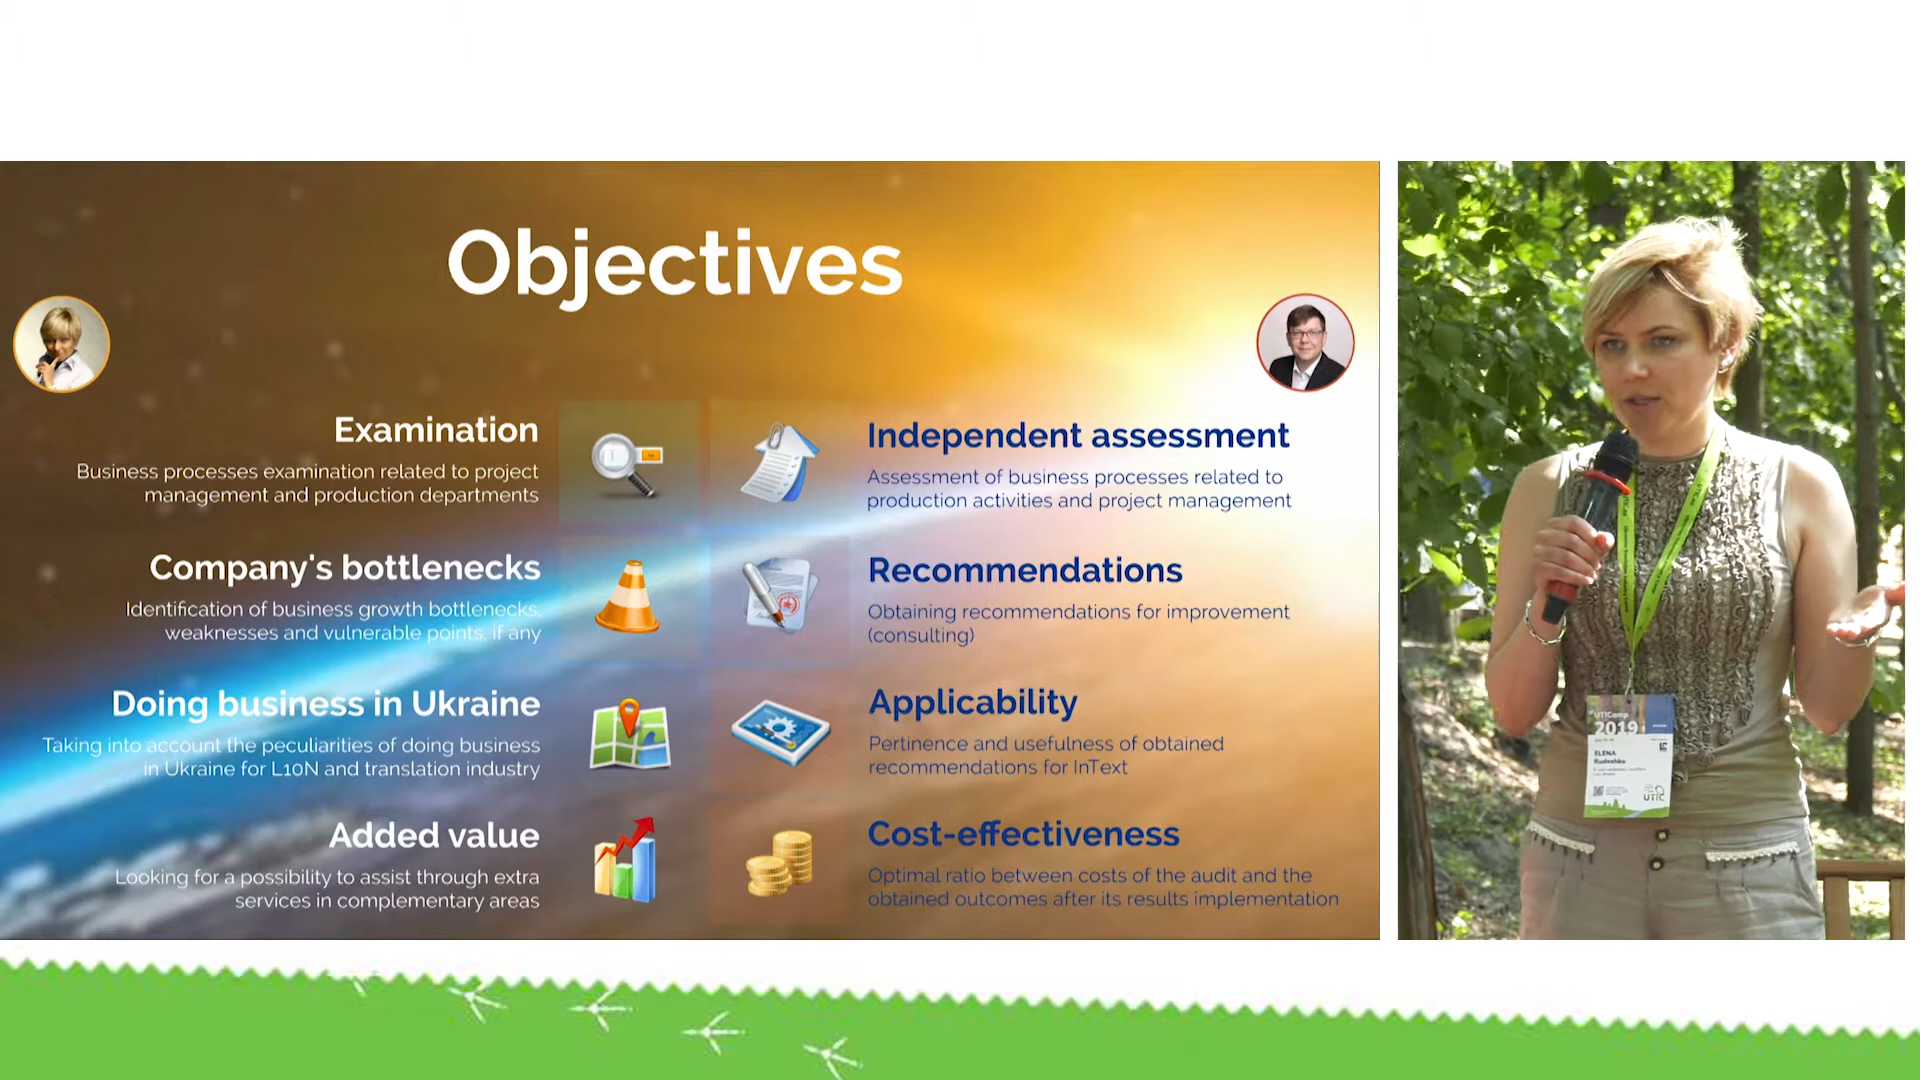 Objectives
Examination
Business processes examination related to project
management and production departments
Company's bottlenecks
Identification of business growth bottlenecks,
weaknesses and vulnerable points, if any
Doing business in Ukraine
Taking into account the peculiarities of doing business
in Ukraine for L10N and translation industry
Added value
Looking for a possibility to assist through extra
services in complementary areas
Independent assessment
Assessment of business processes related to
production activities and project management
Recommendations
Obtaining recommendations for improvement
(consulting)
Applicability
Pertinence and usefulness of obtained
recommendations for InText
Cost-effectiveness
Optimal ratio between costs of the audit and the
obtained outcomes after its results implementation
UTICamp
2019
ELENA
Rudeshko
UTIC